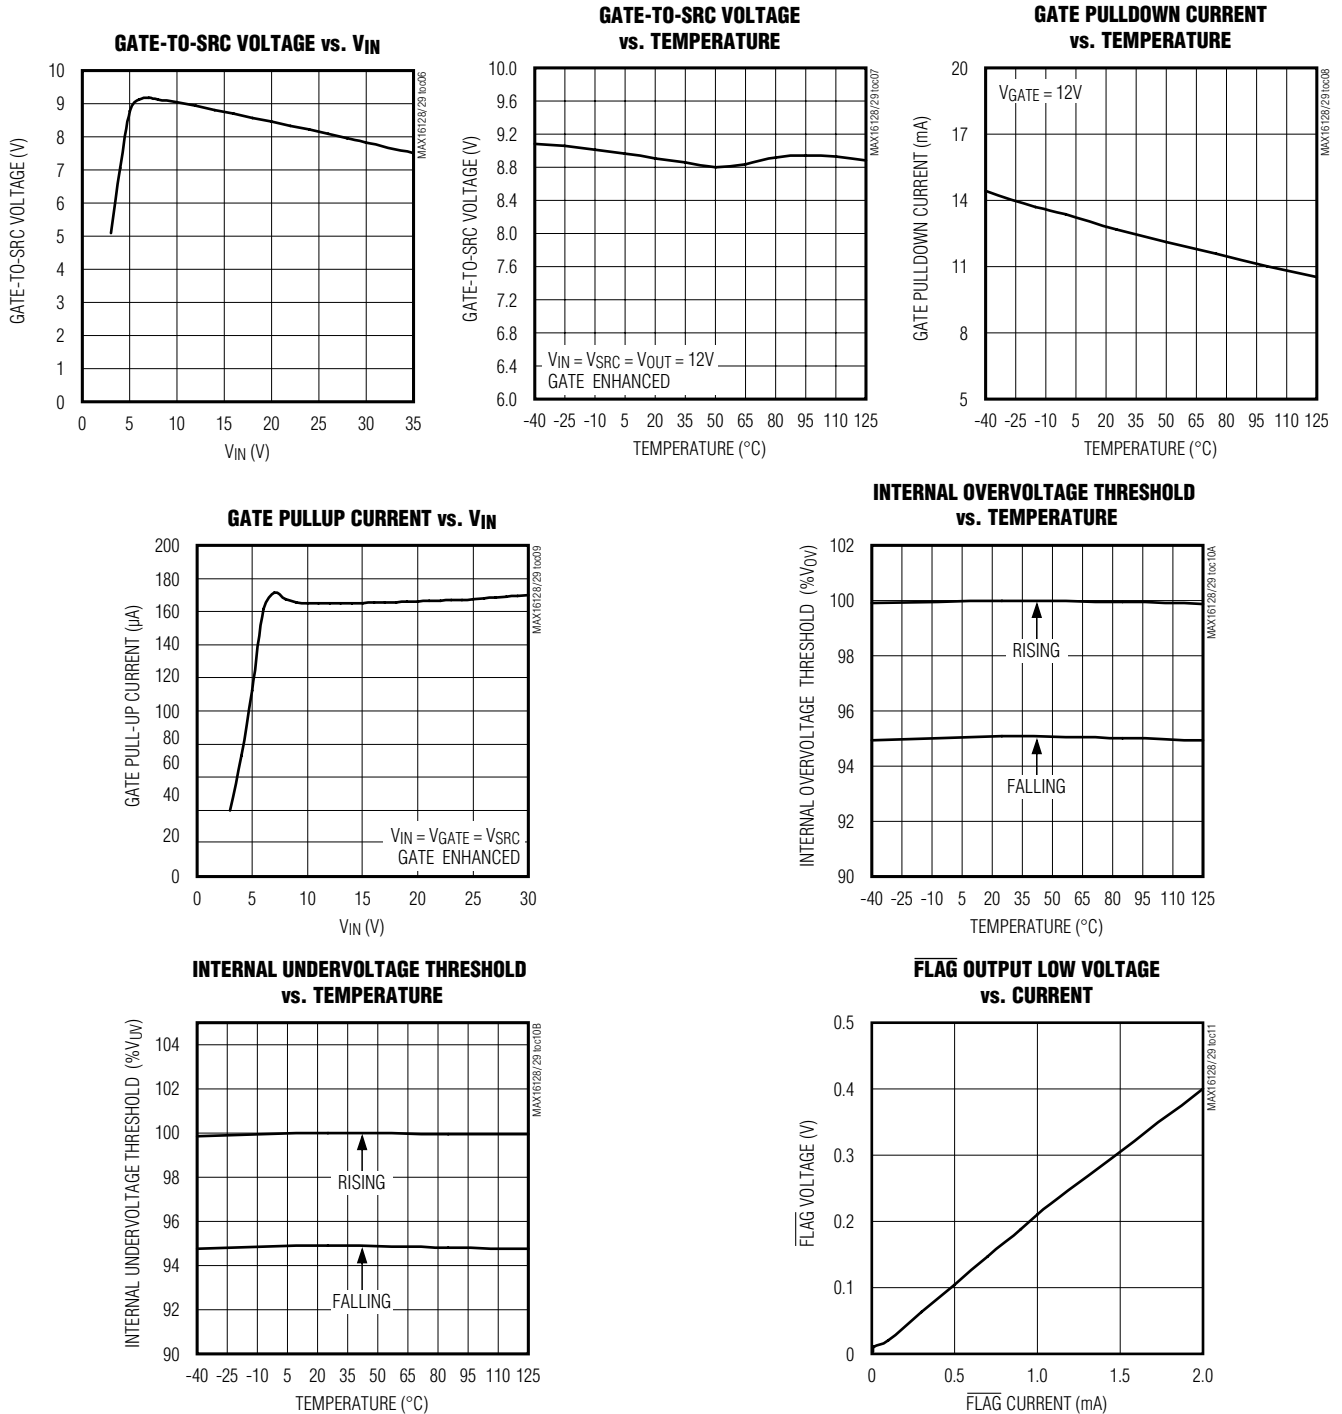 GATE-TO-SRC VOLTAGE vs. VIN
10
9
8
7
6
5
4
3
2
1
0
GATE-TO-SRC VOLTAGE (V)
0 5 10 15 20 25 30 35
VIN (V)
MAX16128/29 toc06
GATE-TO-SRC VOLTAGE
vs. TEMPERATURE
10.0
9.6
9.2
8.8
8.4
8.0
7.6
7.2
6.8
6.4
6.0
GATE-TO-SRC VOLTAGE (V)
VIN = VSRC = VOUT = 12V
GATE ENHANCED
-40 -25 -10 5 20 35 50 65 80 95 110 125
TEMPERATURE (°C)
MAX16128/29 toc07
GATE PULLDOWN CURRENT
vs. TEMPERATURE
20
17
14
11
8
5
GATE PULLDOWN CURRENT (mA)
VGATE = 12V
-40 -25 -10 5 20 35 50 65 80 95 110 125
TEMPERATURE (°C)
MAX16128/29 toc08
GATE PULLUP CURRENT vs. VIN
200
180
160
140
120
100
80
60
40
20
0
GATE PULL-UP CURRENT (µA)
VIN = VGATE = VSRC
GATE ENHANCED
0 5 10 15 20 25 30
VIN (V)
MAX16128/29 toc09
INTERNAL OVERVOLTAGE THRESHOLD
vs. TEMPERATURE
102
100
98
96
94
92
90
INTERNAL OVERVOLTAGE THRESHOLD (%VOV)
RISING
FALLING
-40 -25 -10 5 20 35 50 65 80 95 110 125
TEMPERATURE (°C)
MAX16128/29 toc10A
INTERNAL UNDERVOLTAGE THRESHOLD
vs. TEMPERATURE
104
102
100
98
96
94
92
90
INTERNAL UNDERVOLTAGE THRESHOLD (%VUV)
RISING
FALLING
-40 -25 -10 5 20 35 50 65 80 95 110 125
TEMPERATURE (°C)
MAX16128/29 toc10B
FLAG OUTPUT LOW VOLTAGE
vs. CURRENT
0.5
0.4
0.3
0.2
0.1
0
FLAG VOLTAGE (V)
0 0.5 1.0 1.5 2.0
FLAG CURRENT (mA)
MAX16128/29 toc11